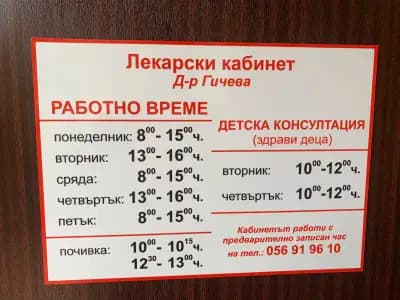 Лекарски кабинет
Д-р Гичева
РАБОТНО ВРЕМЕ
понеделник: 8⁰⁰- 15⁰⁰ч.
вторник: 13⁰⁰- 16⁰⁰ч.
сряда: 8⁰⁰ - 15⁰⁰ч.
четвъртък: 13⁰⁰- 16⁰⁰ч.
петък: 8⁰⁰ - 15⁰⁰ч.
почивка: 10⁰⁰- 10¹⁵ч.
12³⁰- 13⁰⁰ч.
ДЕТСКА КОНСУЛТАЦИЯ
(здрави деца)
вторник: 10⁰⁰-12⁰⁰ч.
четвъртък: 10⁰⁰-12⁰⁰ч.
Кабинетът работи с
предварително записан час
на тел.: 056 91 96 10